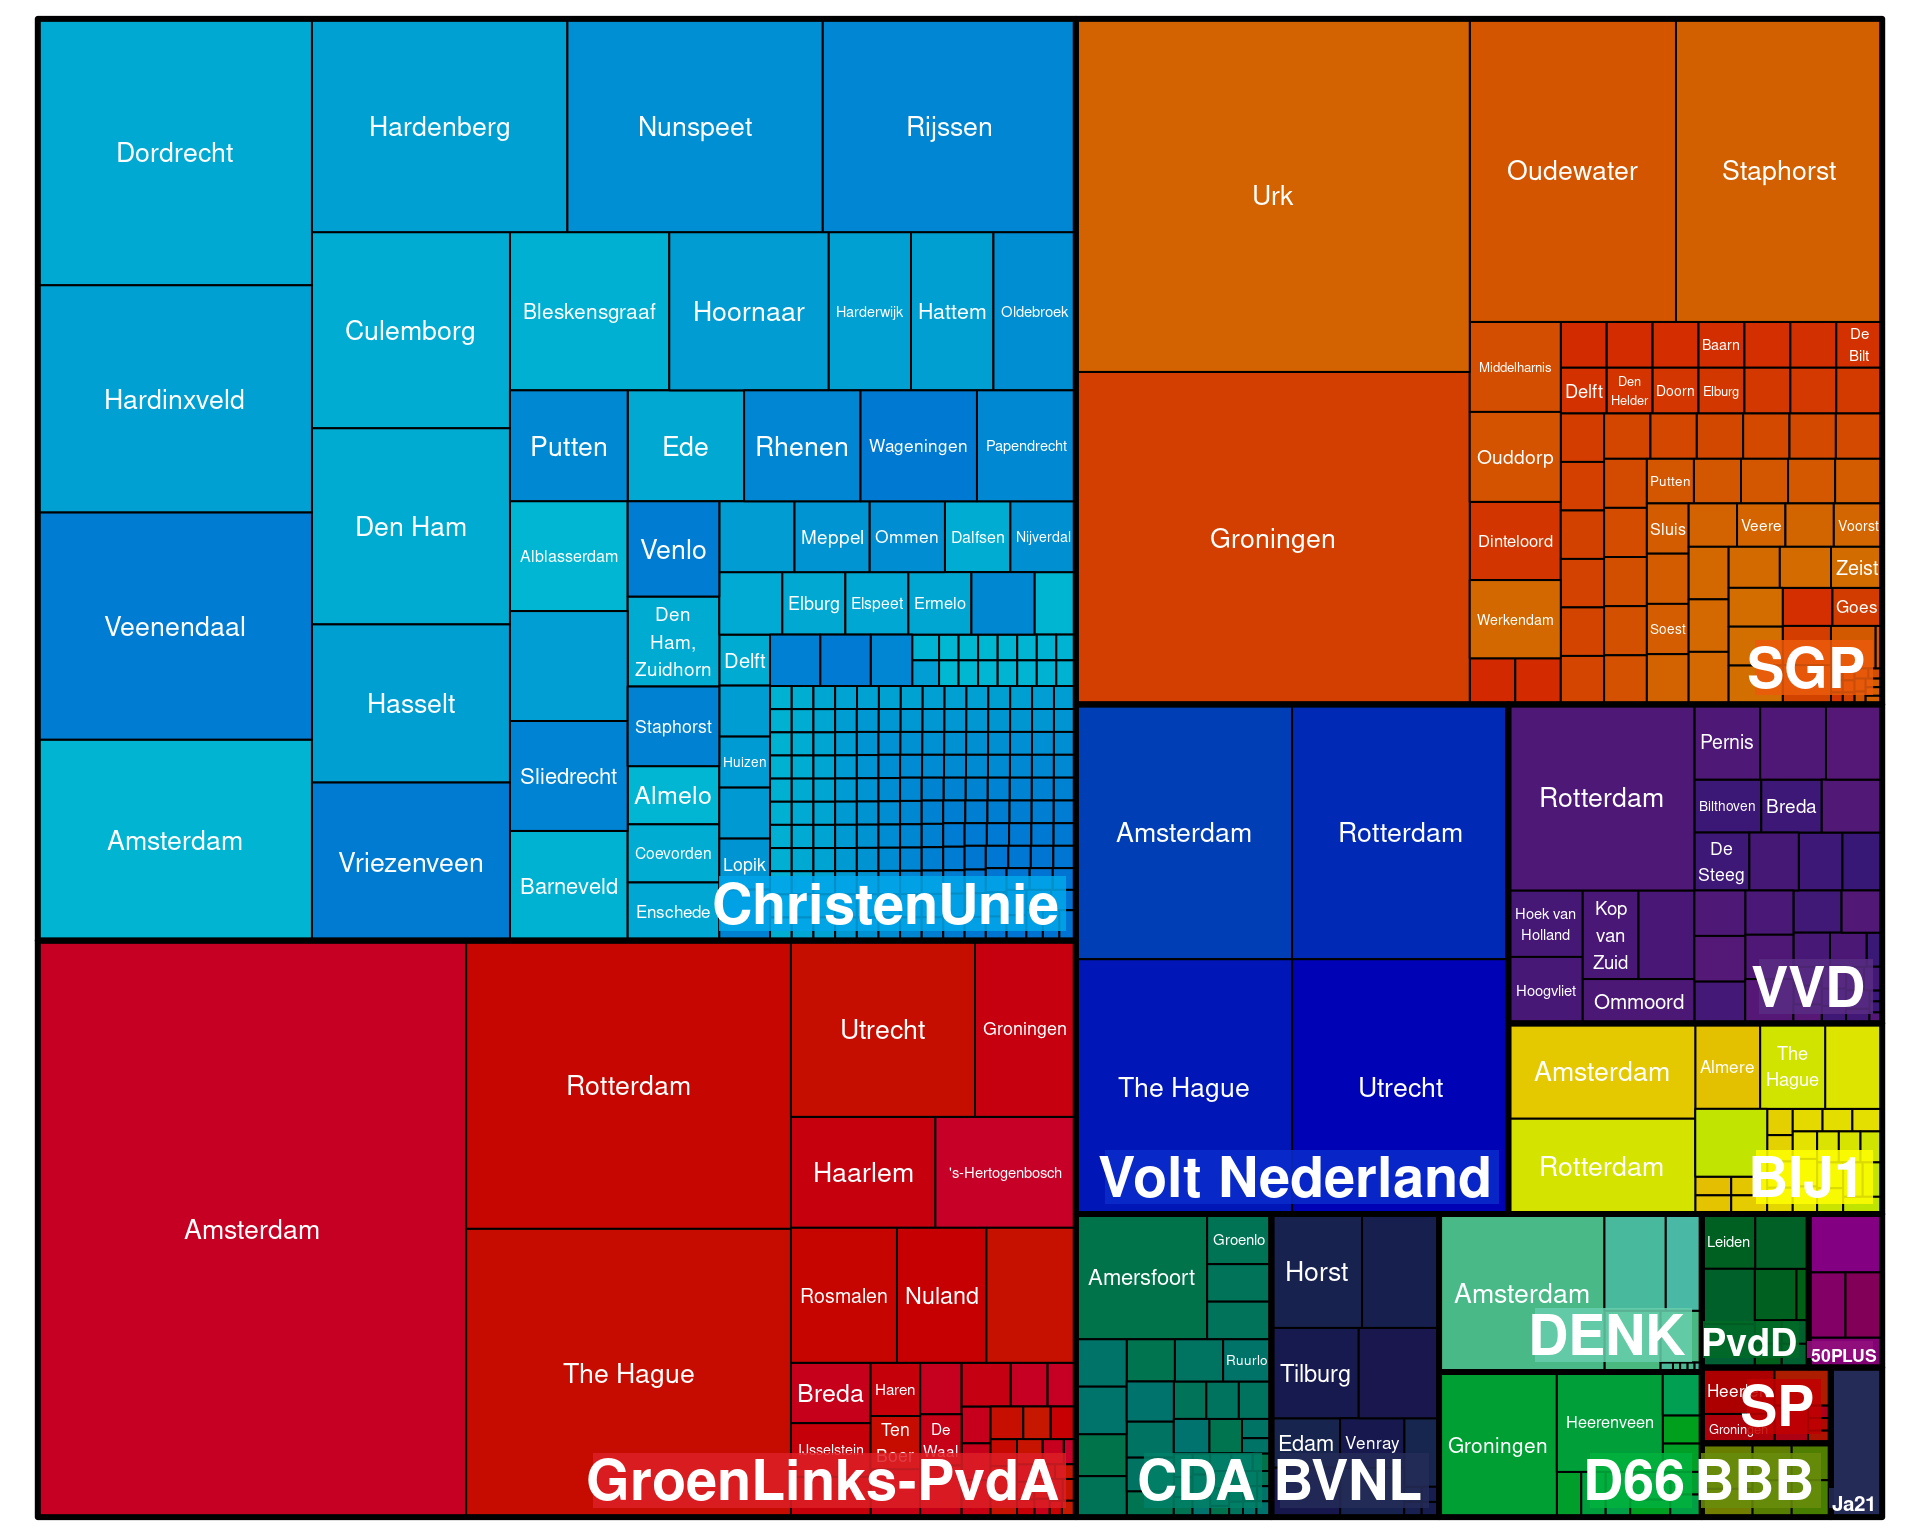 Dordrecht
Hardenberg
Nunspeet
Rijssen
Hardinxveld
Culemborg
Bleskensgraaf
Hoornaar
Harderwijk
Hattem
Oldebroek
Putten
Ede
Rhenen
Wageningen
Papendrecht
Den Ham
Alblasserdam
Venlo
Meppel
Ommen
Dalfsen
Nijverdal
Veenendaal
Den
Ham,
Zuidhorn
Elburg
Elspeet
Ermelo
Delft
Hasselt
Staphorst
Sliedrecht
Huizen
Almelo
Amsterdam
Vriezenveen
Barneveld
Coevorden
Lopik
Enschede
ChristenUnie
Urk
Oudewater
Staphorst
Groningen
Middelharnis
Baarn
De
Bilt
Delft
Den
Helder
Doorn
Elburg
Ouddorp
Putten
Dinteloord
Sluis
Veere
Voorst
Zeist
Goes
Werkendam
Soest
SGP
Amsterdam
Rotterdam
The Hague
Utrecht
Groningen
Haarlem
's-Hertogenbosch
Rosmalen
Nuland
Breda
Haren
IJsselstein
Ten
Boer
De
Waal
GroenLinks-PvdA
Amsterdam
Rotterdam
The Hague
Utrecht
Volt Nederland
Rotterdam
Pernis
Bilthoven
Breda
De
Steeg
Hoek van
Holland
Kop
van
Zuid
Hoogvliet
Ommoord
VVD
Amsterdam
Almere
The
Hague
Rotterdam
BIJ1
Amersfoort
Groenlo
Ruurlo
CDA
Horst
Tilburg
Edam
Venray
BVNL
Amsterdam
DENK
Leiden
PvdD
50PLUS
Groningen
Heerenveen
D66
Groningen
SP
BBB
Ja21